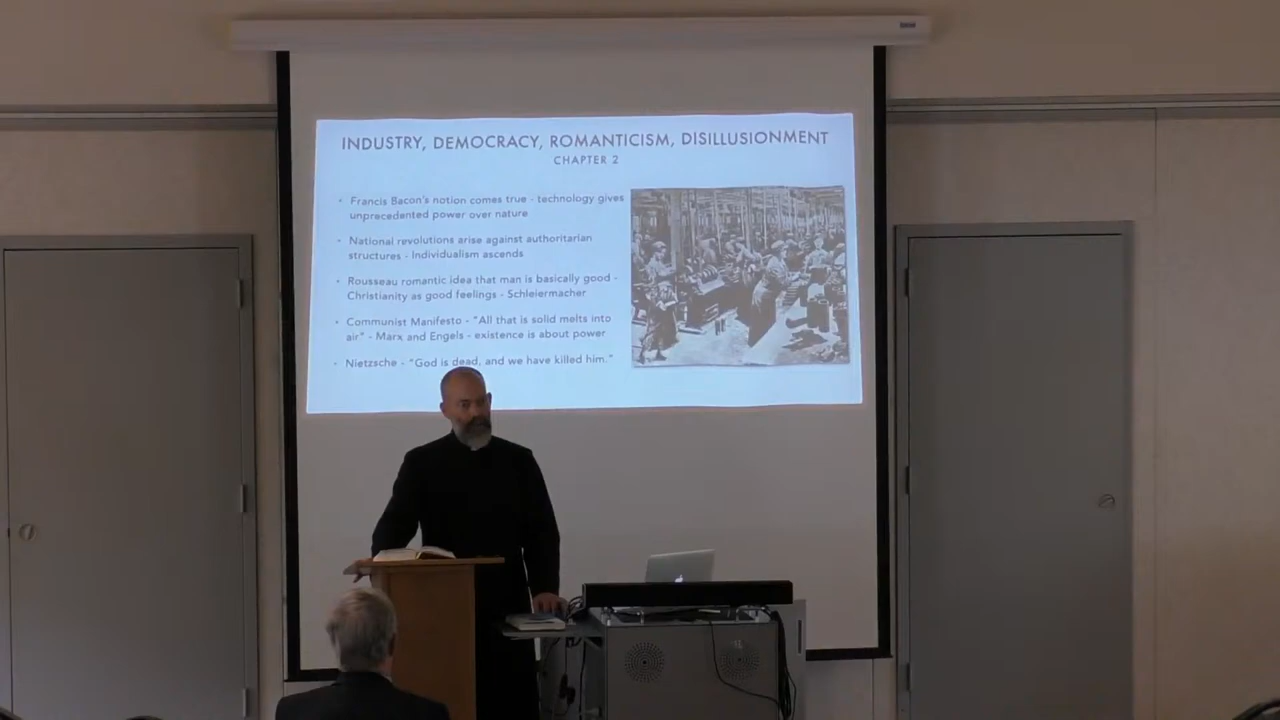 INDUSTRY, DEMOCRACY, ROMANTICISM, DISILLUSIONMENT
CHAPTER 2
• Francis Bacon's notion comes true - technology gives
unprecedented power over nature
• National revolutions arise against authoritarian
structures - Individualism ascends
• Rousseau romantic idea that man is basically good -
Christianity as good feelings - Schleiermacher
• Communist Manifesto - "All that is solid melts into
air" - Marx and Engels - existence is about power
• Nietzsche - "God is dead, and we have killed him."